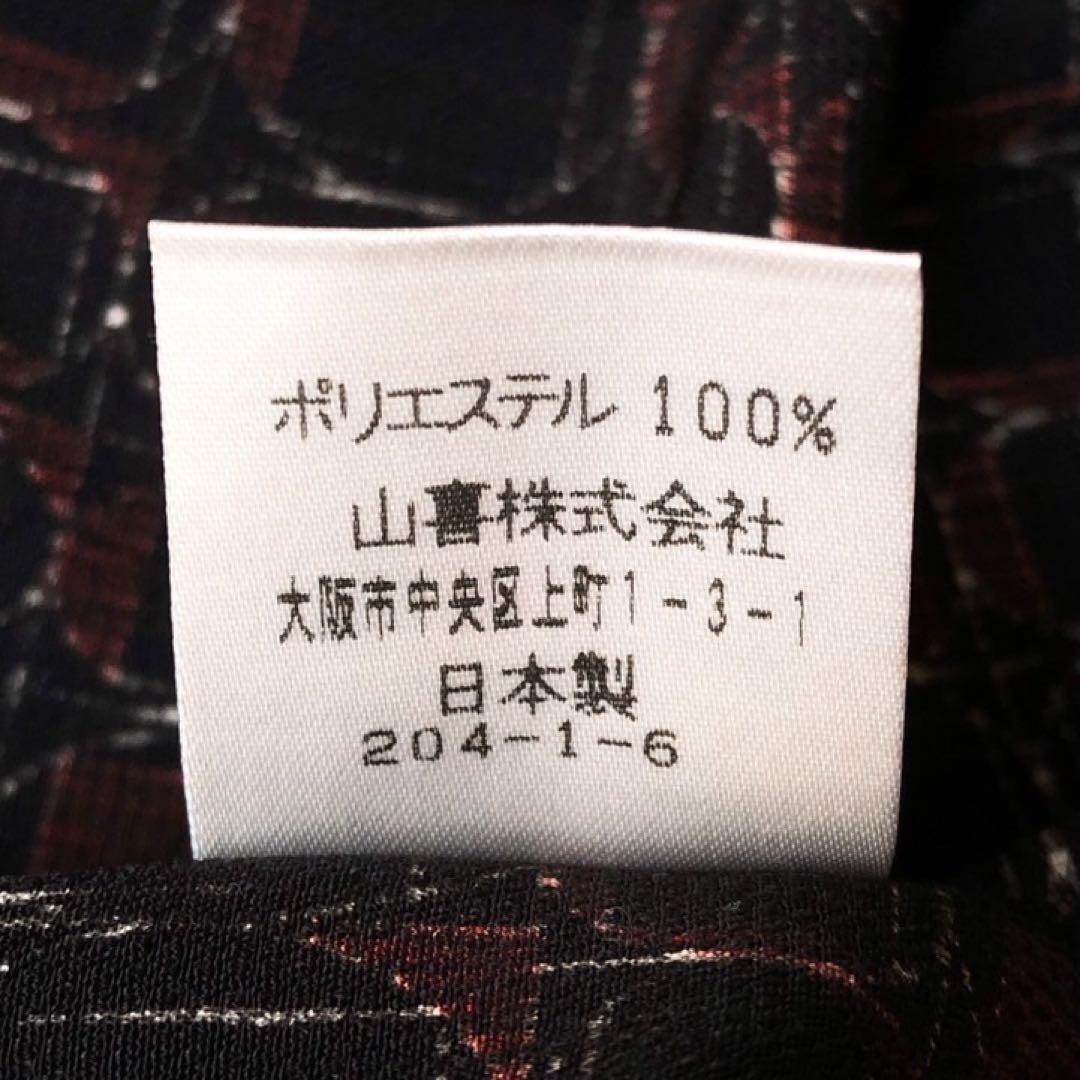 ポリエステル 100%
山喜株式会社
大阪市中央区上町1-3-1
日本製
204-1-6